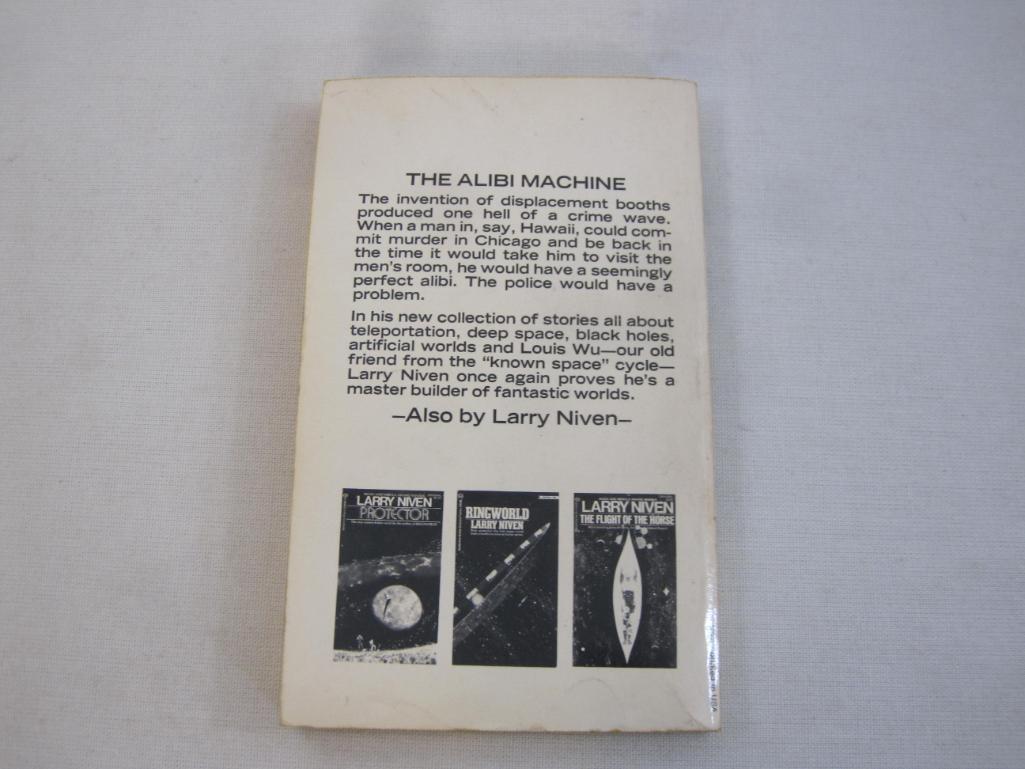 THE ALIBI MACHINE
The invention of displacement booths
produced one hell of a crime wave.
When a man in, say, Hawaii, could com-
mit murder in Chicago and be back in
the time it would take him to visit the
men's room, he would have a seemingly
perfect alibi. The police would have a
problem.
In his new collection of stories all about
teleportation, deep space, black holes,
artificial worlds and Louis Wu—our old
friend from the "known space" cycle—
Larry Niven once again proves he's a
master builder of fantastic worlds.
—Also by Larry Niven—
LARRY NIVEN
PROTECTOR
RINGWORLD
LARRY NIVEN
LARRY NIVEN
THE FLIGHT OF THE HORSE
in USA